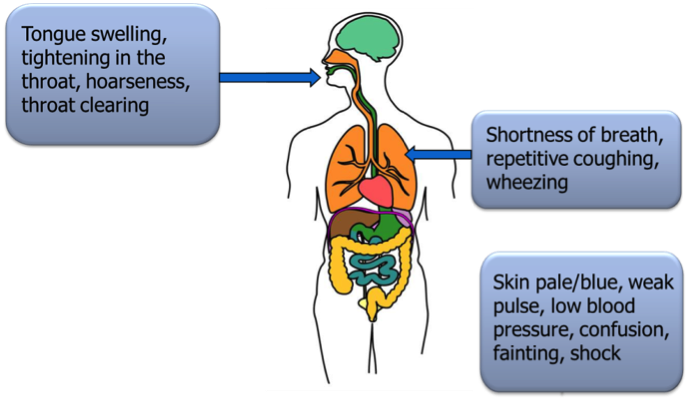 Tongue swelling,
tightening in the
throat, hoarseness,
throat clearing
Shortness of breath,
repetitive coughing,
wheezing
Skin pale/blue, weak
pulse, low blood
pressure, confusion,
fainting, shock